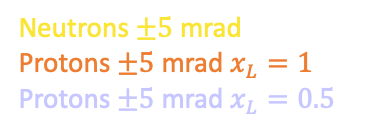 Neutrons ±5 mrad
Protons ±5 mrad x_L = 1
Protons ±5 mrad x_L = 0.5